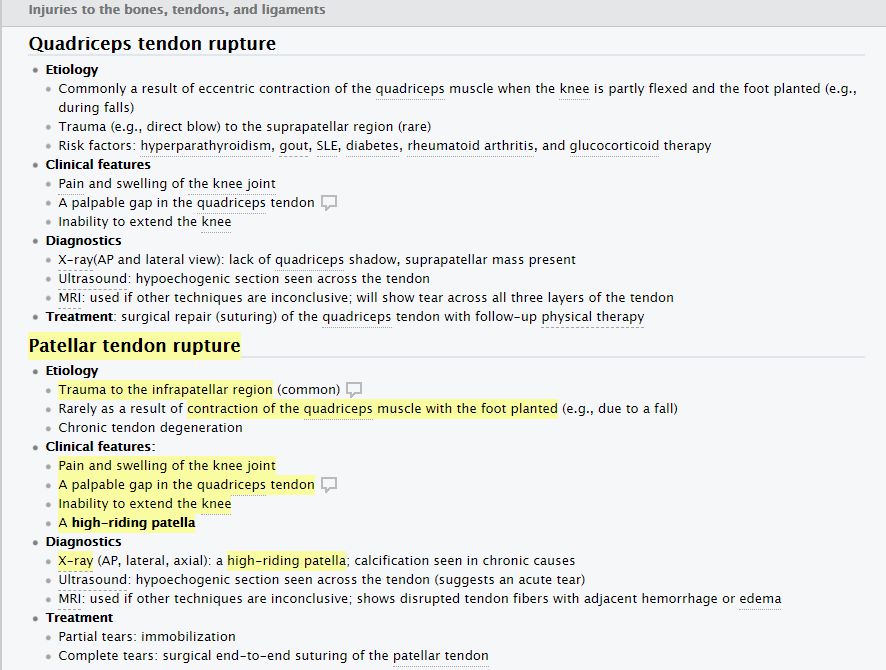 Injuries to the bones, tendons, and ligaments
Quadriceps tendon rupture
Etiology
Commonly a result of eccentric contraction of the quadriceps muscle when the knee is partly flexed and the foot planted (e.g.,
during falls)
Trauma (e.g., direct blow) to the suprapatellar region (rare)
Risk factors: hyperparathyroidism, gout, SLE, diabetes, rheumatoid arthritis, and glucocorticoid therapy
Clinical features
Pain and swelling of the knee joint
A palpable gap in the quadriceps tendon
Inability to extend the knee
Diagnostics
X-ray(AP and lateral view): lack of quadriceps shadow, suprapatellar mass present
Ultrasound: hypoechogenic section seen across the tendon
MRI: used if other techniques are inconclusive; will show tear across all three layers of the tendon
Treatment: surgical repair (suturing) of the quadriceps tendon with follow-up physical therapy
Patellar tendon rupture
Etiology
Trauma to the infrapatellar region (common)
Rarely as a result of contraction of the quadriceps muscle with the foot planted (e.g., due to a fall)
Chronic tendon degeneration
Clinical features:
Pain and swelling of the knee joint
A palpable gap in the quadriceps tendon
Inability to extend the knee
A high-riding patella
Diagnostics
X-ray (AP, lateral, axial): a high-riding patella; calcification seen in chronic causes
Ultrasound: hypoechogenic section seen across the tendon (suggests an acute tear)
MRI: used if other techniques are inconclusive; shows disrupted tendon fibers with adjacent hemorrhage or edema
Treatment
Partial tears: immobilization
Complete tears: surgical end-to-end suturing of the patellar tendon